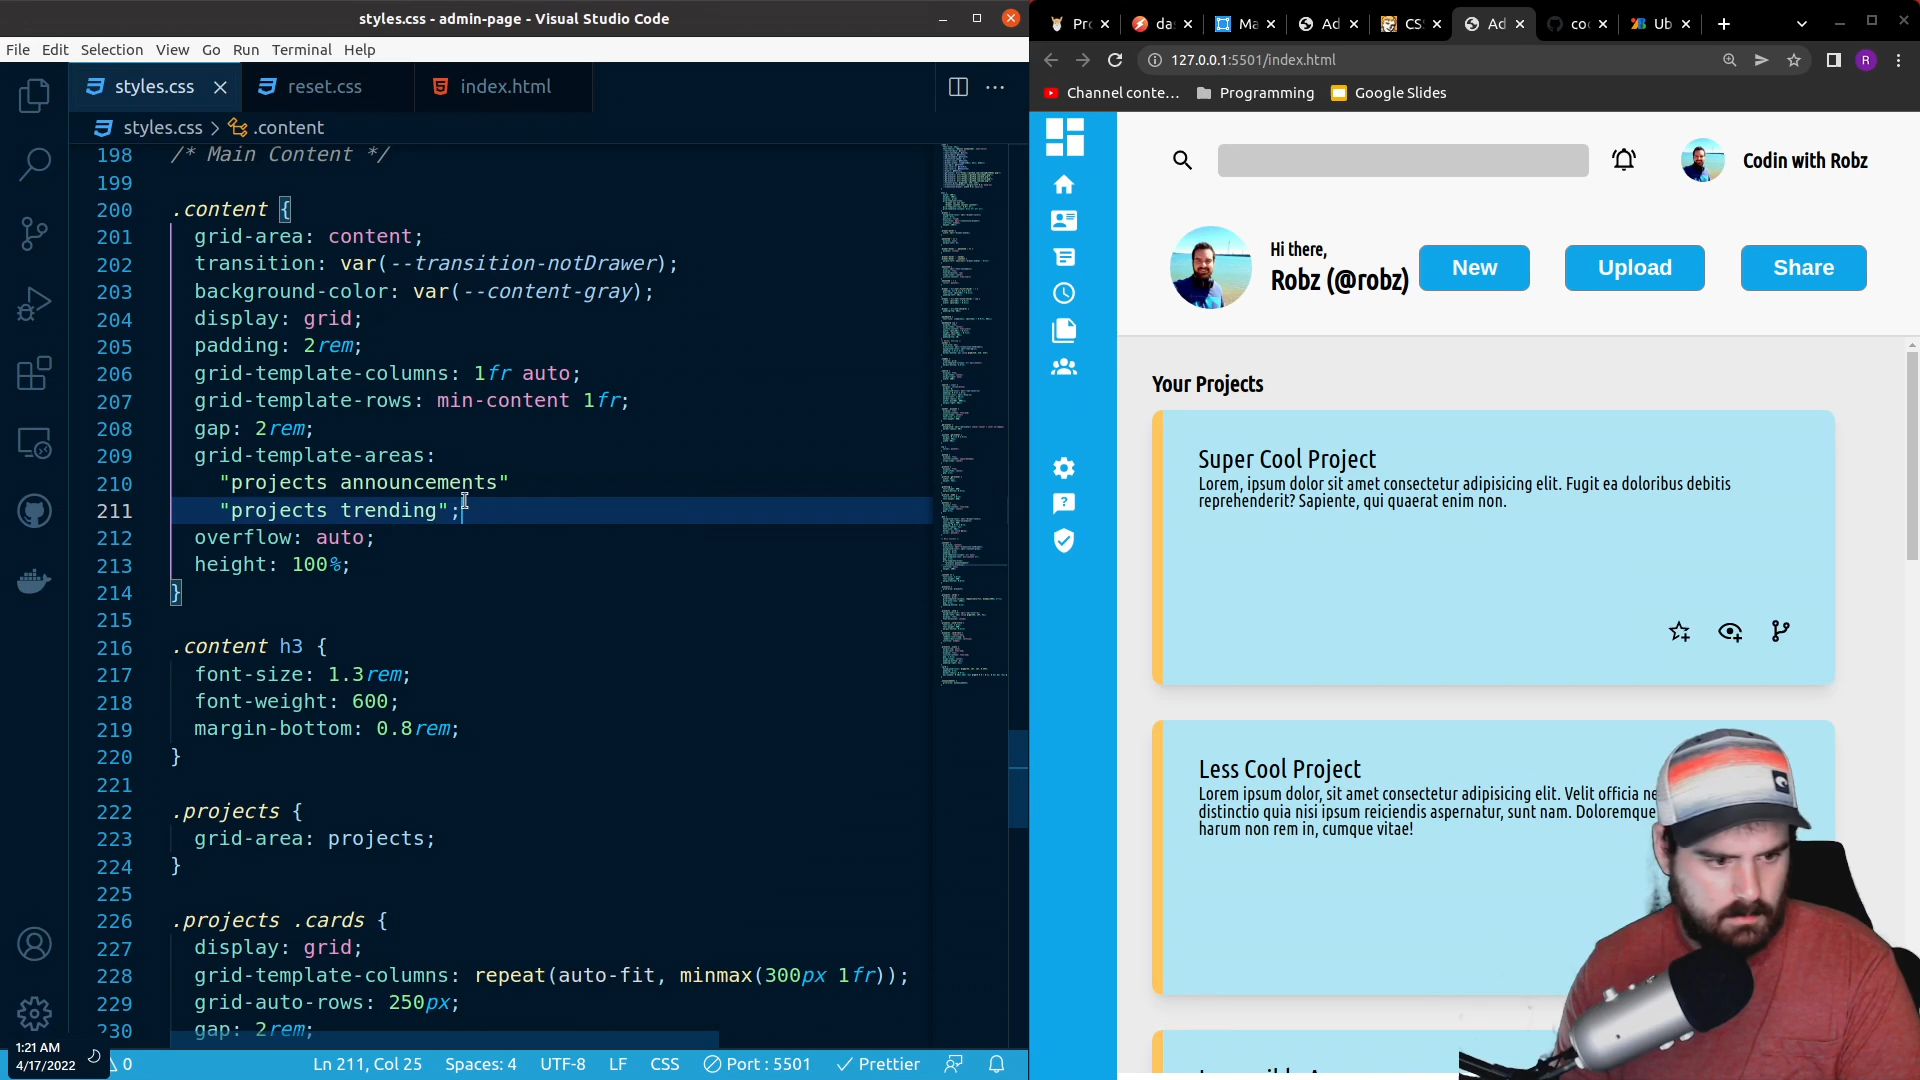 styles.css - admin-page - Visual Studio Code
File Edit Selection View Go Run Terminal Help
styles.css
reset.css
index.html
styles.css > .content
198 /* Main Content */
199
200 .content {
201 grid-area: content;
202 transition: var(--transition-notDrawer);
203 background-color: var(--content-gray);
204 display: grid;
205 padding: 2rem;
206 grid-template-columns: 1fr auto;
207 grid-template-rows: min-content 1fr;
208 gap: 2rem;
209 grid-template-areas:
210 "projects announcements"
211 "projects trending";
212 overflow: auto;
213 height: 100%;
214 }
215
216 .content h3 {
217 font-size: 1.3rem;
218 font-weight: 600;
219 margin-bottom: 0.8rem;
220 }
221
222 .projects {
223 grid-area: projects;
224 }
225
226 .projects .cards {
227 display: grid;
228 grid-template-columns: repeat(auto-fit, minmax(300px 1fr));
229 grid-auto-rows: 250px;
230 gap: 2rem;
1:21 AM
4/17/2022
0
Ln 211, Col 25
Spaces: 4
UTF-8
LF
CSS
Port : 5501
Prettier
Pro
da
Ma
Ad
CSS
Ad
co
Ub
127.0.0.1:5501/index.html
R
Channel conte...
Programming
Google Slides
Codin with Robz
Hi there,
Robz (@robz)
New
Upload
Share
Your Projects
Super Cool Project
Lorem, ipsum dolor sit amet consectetur adipisicing elit. Fugit ea doloribus debitis
reprehenderit? Sapiente, qui quaerat enim non.
Less Cool Project
Lorem ipsum dolor, sit amet consectetur adipisicing elit. Velit officia
distinctio quia nisi ipsum reiciendis aspernatur, sunt nam. Doloremque
harum non rem in, cumque vitae!